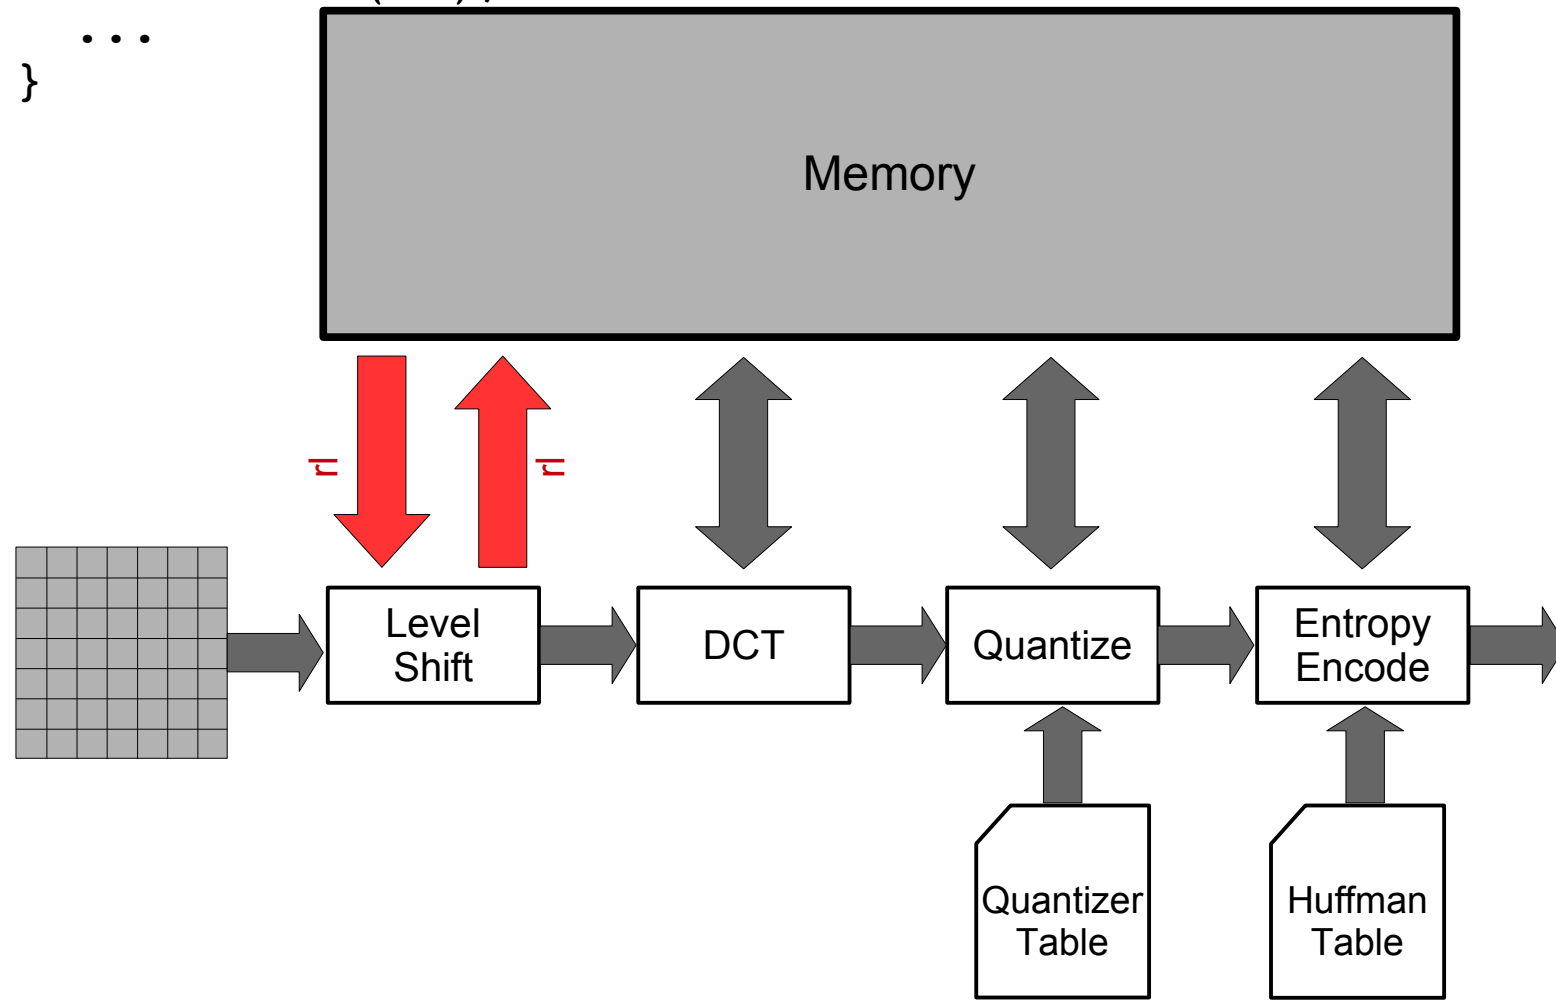 ...
}
Memory
rl
rl
Level
Shift
DCT
Quantize
Entropy
Encode
Quantizer
Table
Huffman
Table